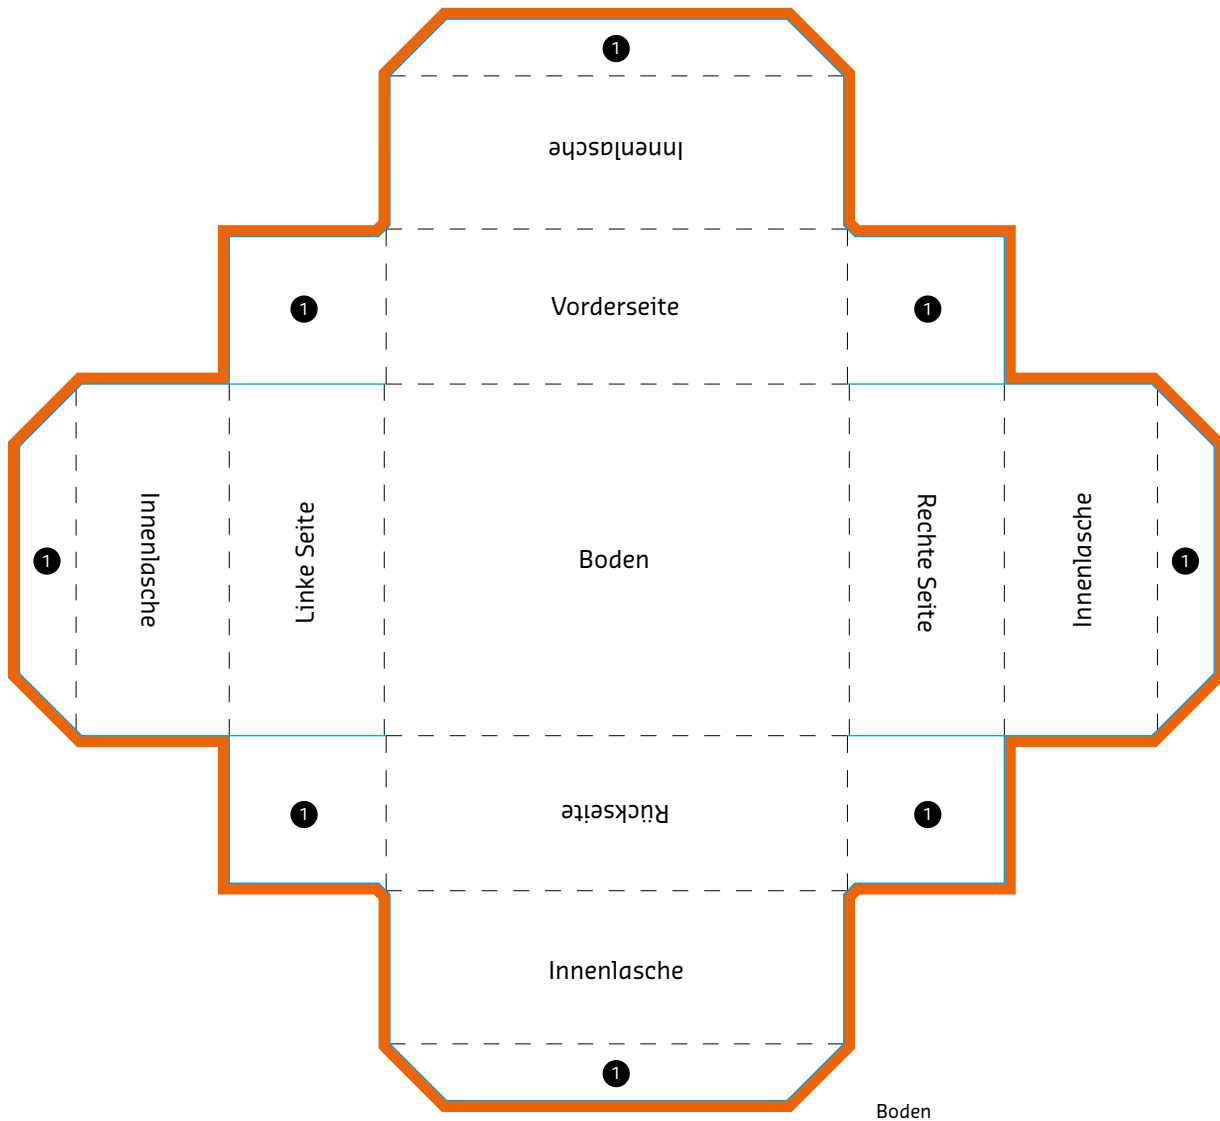 1
Innenlasche
1
Vorderseite
1
1
Innenlasche
Linke Seite
Boden
Rechte Seite
Innenlasche
1
1
Rückseite
1
Innenlasche
1
Boden